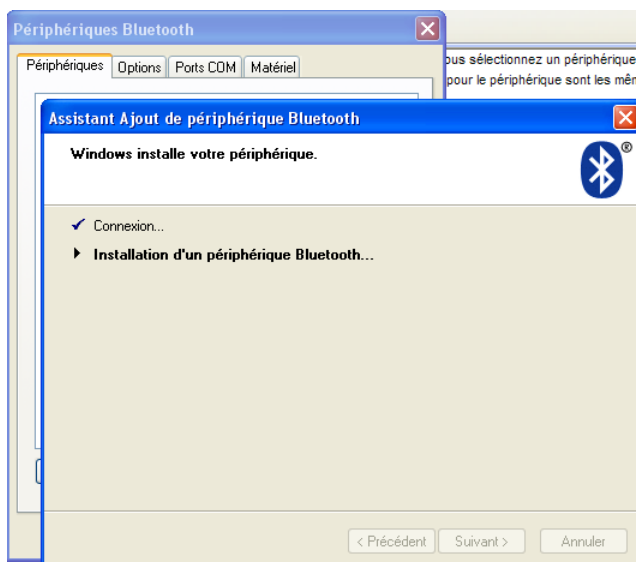 Périphériques Bluetooth
Périphériques Options Ports COM Matériel
ous sélectionnez un périphérique
pour le périphérique sont les mêm
Assistant Ajout de périphérique Bluetooth
Windows installe votre périphérique.
®
Connexion...
Installation d'un périphérique Bluetooth...
< Précédent Suivant > Annuler